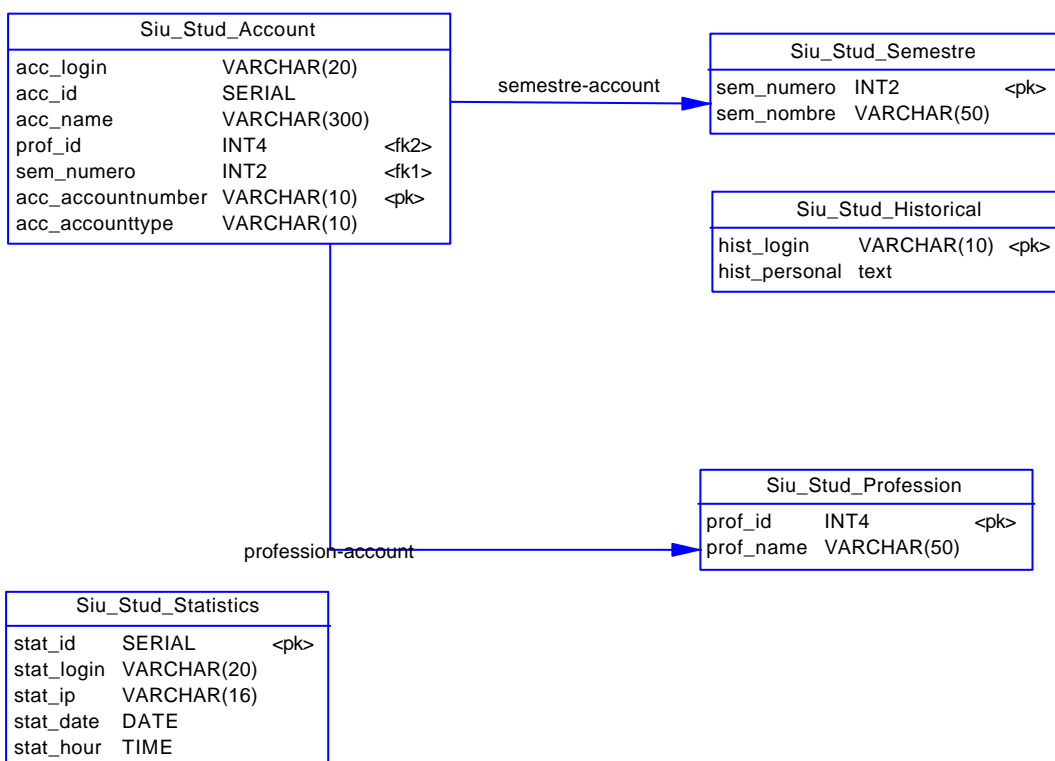 Siu_Stud_Account
acc_login VARCHAR(20)
acc_id SERIAL
acc_name VARCHAR(300)
prof_id INT4 <fk2>
sem_numero INT2 <fk1>
acc_accountnumber VARCHAR(10) <pk>
acc_accounttype VARCHAR(10)
semestre-account
Siu_Stud_Semestre
sem_numero INT2 <pk>
sem_nombre VARCHAR(50)
Siu_Stud_Historical
hist_login VARCHAR(10) <pk>
hist_personal text
profession-account
Siu_Stud_Profession
prof_id INT4 <pk>
prof_name VARCHAR(50)
Siu_Stud_Statistics
stat_id SERIAL <pk>
stat_login VARCHAR(20)
stat_ip VARCHAR(16)
stat_date DATE
stat_hour TIME